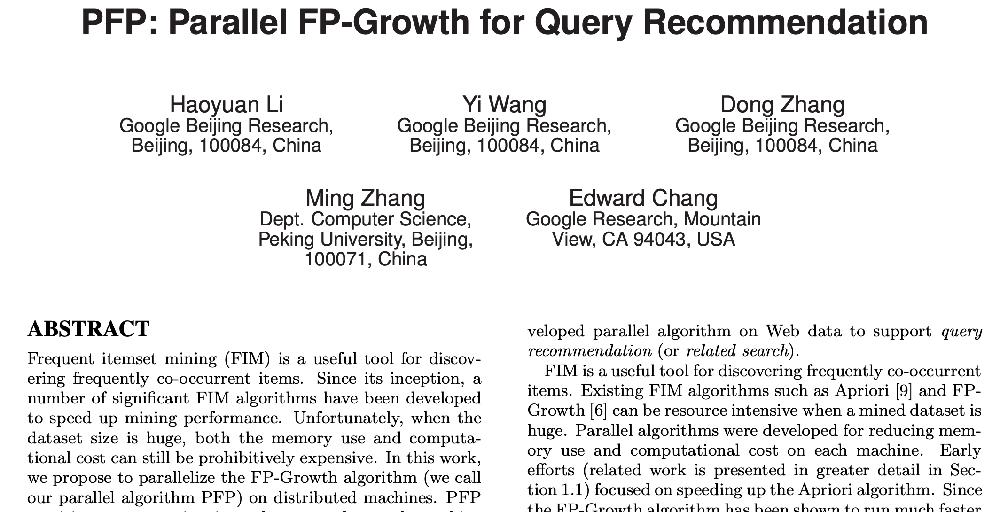 PFP: Parallel FP-Growth for Query Recommendation
Haoyuan Li
Google Beijing Research,
Beijing, 100084, China
Yi Wang
Google Beijing Research,
Beijing, 100084, China
Dong Zhang
Google Beijing Research,
Beijing, 100084, China
Ming Zhang
Dept. Computer Science,
Peking University, Beijing,
100071, China
Edward Chang
Google Research, Mountain
View, CA 94043, USA
ABSTRACT
Frequent itemset mining (FIM) is a useful tool for discov-
ering frequently co-occurrent items. Since its inception, a
number of significant FIM algorithms have been developed
to speed up mining performance. Unfortunately, when the
dataset size is huge, both the memory use and computa-
tional cost can still be prohibitively expensive. In this work,
we propose to parallelize the FP-Growth algorithm (we call
our parallel algorithm PFP) on distributed machines. PFP
veloped parallel algorithm on Web data to support query
recommendation (or related search).
FIM is a useful tool for discovering frequently co-occurrent
items. Existing FIM algorithms such as Apriori [9] and FP-
Growth [6] can be resource intensive when a mined dataset is
huge. Parallel algorithms were developed for reducing mem-
ory use and computational cost on each machine. Early
efforts (related work is presented in greater detail in Sec-
tion 1.1) focused on speeding up the Apriori algorithm. Since
the FP-Growth algorithm has been shown to run much faster